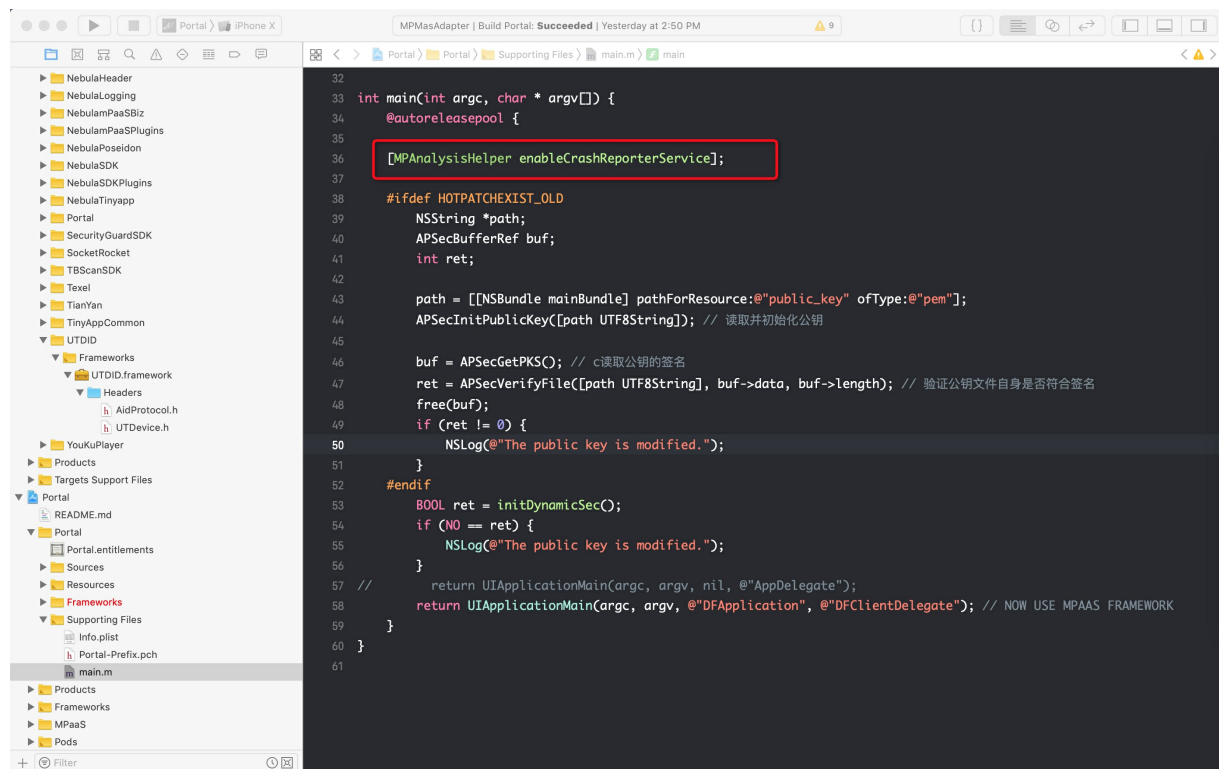 Portal 〉 iPhone X
MPMasAdapter | Build Portal: Succeeded | Yesterday at 2:50 PM
9
Portal 〉 Portal 〉 Supporting Files 〉 main.m 〉 main
NebulaHeader
NebulaLogging
NebulamPaaSBiz
NebulamPaaSPlugins
NebulaPoseidon
NebulaSDK
NebulaSDKPlugins
NebulaTinyapp
Portal
SecurityGuardSDK
SocketRocket
TBScanSDK
Texel
TianYan
TinyAppCommon
UTDID
Frameworks
UTDID.framework
Headers
h AidProtocol.h
h UTDevice.h
YouKuPlayer
Products
Targets Support Files
Portal
README.md
Portal
Portal.entitlements
Sources
Resources
Frameworks
Supporting Files
Info.plist
h Portal-Prefix.pch
m main.m
Products
Frameworks
MPaaS
Pods
Filter
32
33 int main(int argc, char * argv[]) {
34 @autoreleasepool {
35
36 [MPAnalysisHelper enableCrashReporterService];
37
38 #ifdef HOTPATCHEXIST_OLD
39 NSString *path;
40 APSecBufferRef buf;
41 int ret;
42
43 path = [[NSBundle mainBundle] pathForResource:@"public_key" ofType:@"pem"];
44 APSecInitPublicKey([path UTF8String]); // 读取并初始化公钥
45
46 buf = APSecGetPKS(); // c读取公钥的签名
47 ret = APSecVerifyFile([path UTF8String], buf->data, buf->length); // 验证公钥文件自身是否符合签名
48 free(buf);
49 if (ret != 0) {
50 NSLog(@"The public key is modified.");
51 }
52 #endif
53 BOOL ret = initDynamicSec();
54 if (NO == ret) {
55 NSLog(@"The public key is modified.");
56 }
57 // return UIApplicationMain(argc, argv, nil, @"AppDelegate");
58 return UIApplicationMain(argc, argv, @"DFApplication", @"DFClientDelegate"); // NOW USE MPAAS FRAMEWORK
59 }
60 }
61